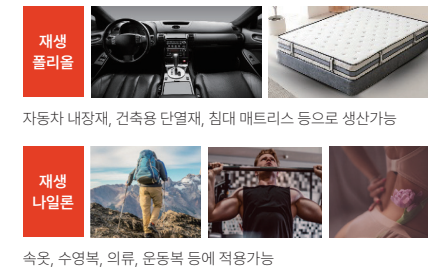 재생
폴리올
자동차 내장재, 건축용 단열재, 침대 매트리스 등으로 생산가능
재생
나일론
속옷, 수영복, 의류, 운동복 등에 적용가능